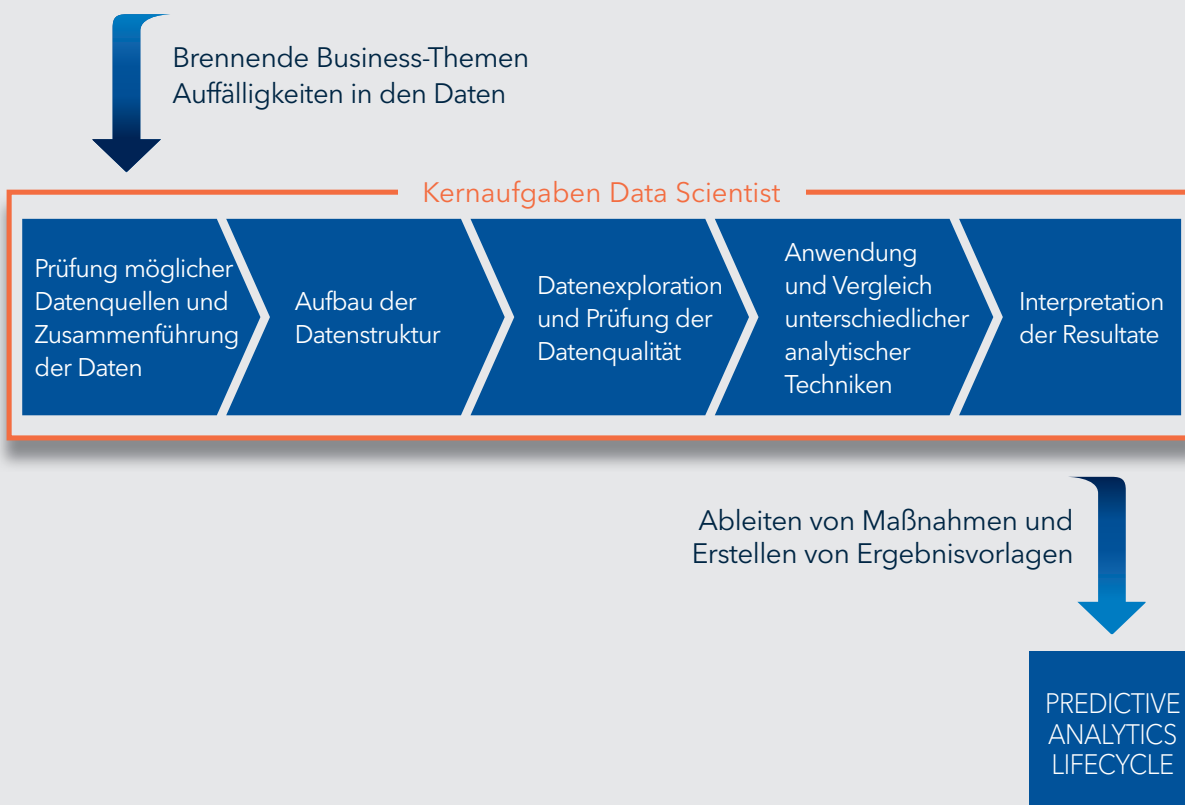 Brennende Business-Themen
Auffälligkeiten in den Daten
Kernaufgaben Data Scientist
Prüfung möglicher
Datenquellen und
Zusammenführung
der Daten
Aufbau der
Datenstruktur
Datenexploration
und Prüfung der
Datenqualität
Anwendung
und Vergleich
unterschiedlicher
analytischer
Techniken
Interpretation
der Resultate
Ableiten von Maßnahmen und
Erstellen von Ergebnisvorlagen
PREDICTIVE
ANALYTICS
LIFECYCLE